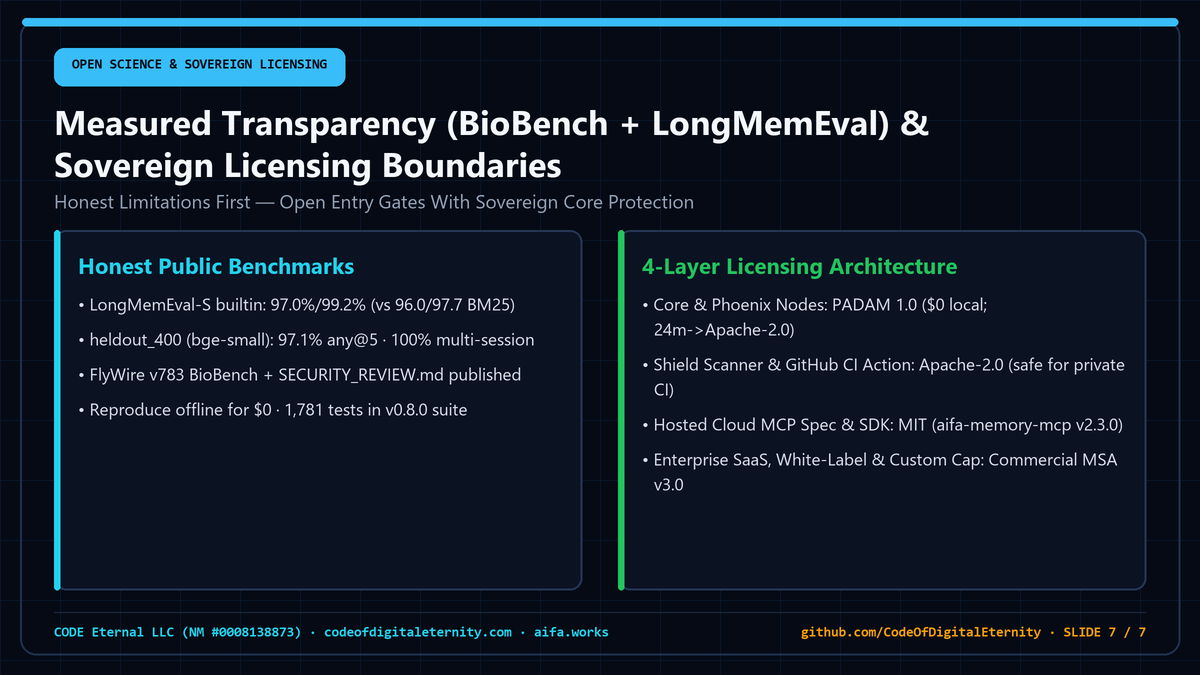 OPEN SCIENCE & SOVEREIGN LICENSING
Measured Transparency (BioBench + LongMemEval) &
Sovereign Licensing Boundaries
Honest Limitations First — Open Entry Gates With Sovereign Core Protection
Honest Public Benchmarks
• LongMemEval-S builtin: 97.0%/99.2% (vs 96.0/97.7 BM25)
• heldout_400 (bge-small): 97.1% any@5 · 100% multi-session
• FlyWire v783 BioBench + SECURITY_REVIEW.md published
• Reproduce offline for $0 · 1,781 tests in v0.8.0 suite
4-Layer Licensing Architecture
• Core & Phoenix Nodes: PADAM 1.0 ($0 local;
24m->Apache-2.0)
• Shield Scanner & GitHub CI Action: Apache-2.0 (safe for private
CI)
• Hosted Cloud MCP Spec & SDK: MIT (aifa-memory-mcp v2.3.0)
• Enterprise SaaS, White-Label & Custom Cap: Commercial MSA
v3.0
CODE Eternal LLC (NM #0008138873) · codeofdigitaleternity.com · aifa.works
github.com/CodeOfDigitalEternity · SLIDE 7 / 7